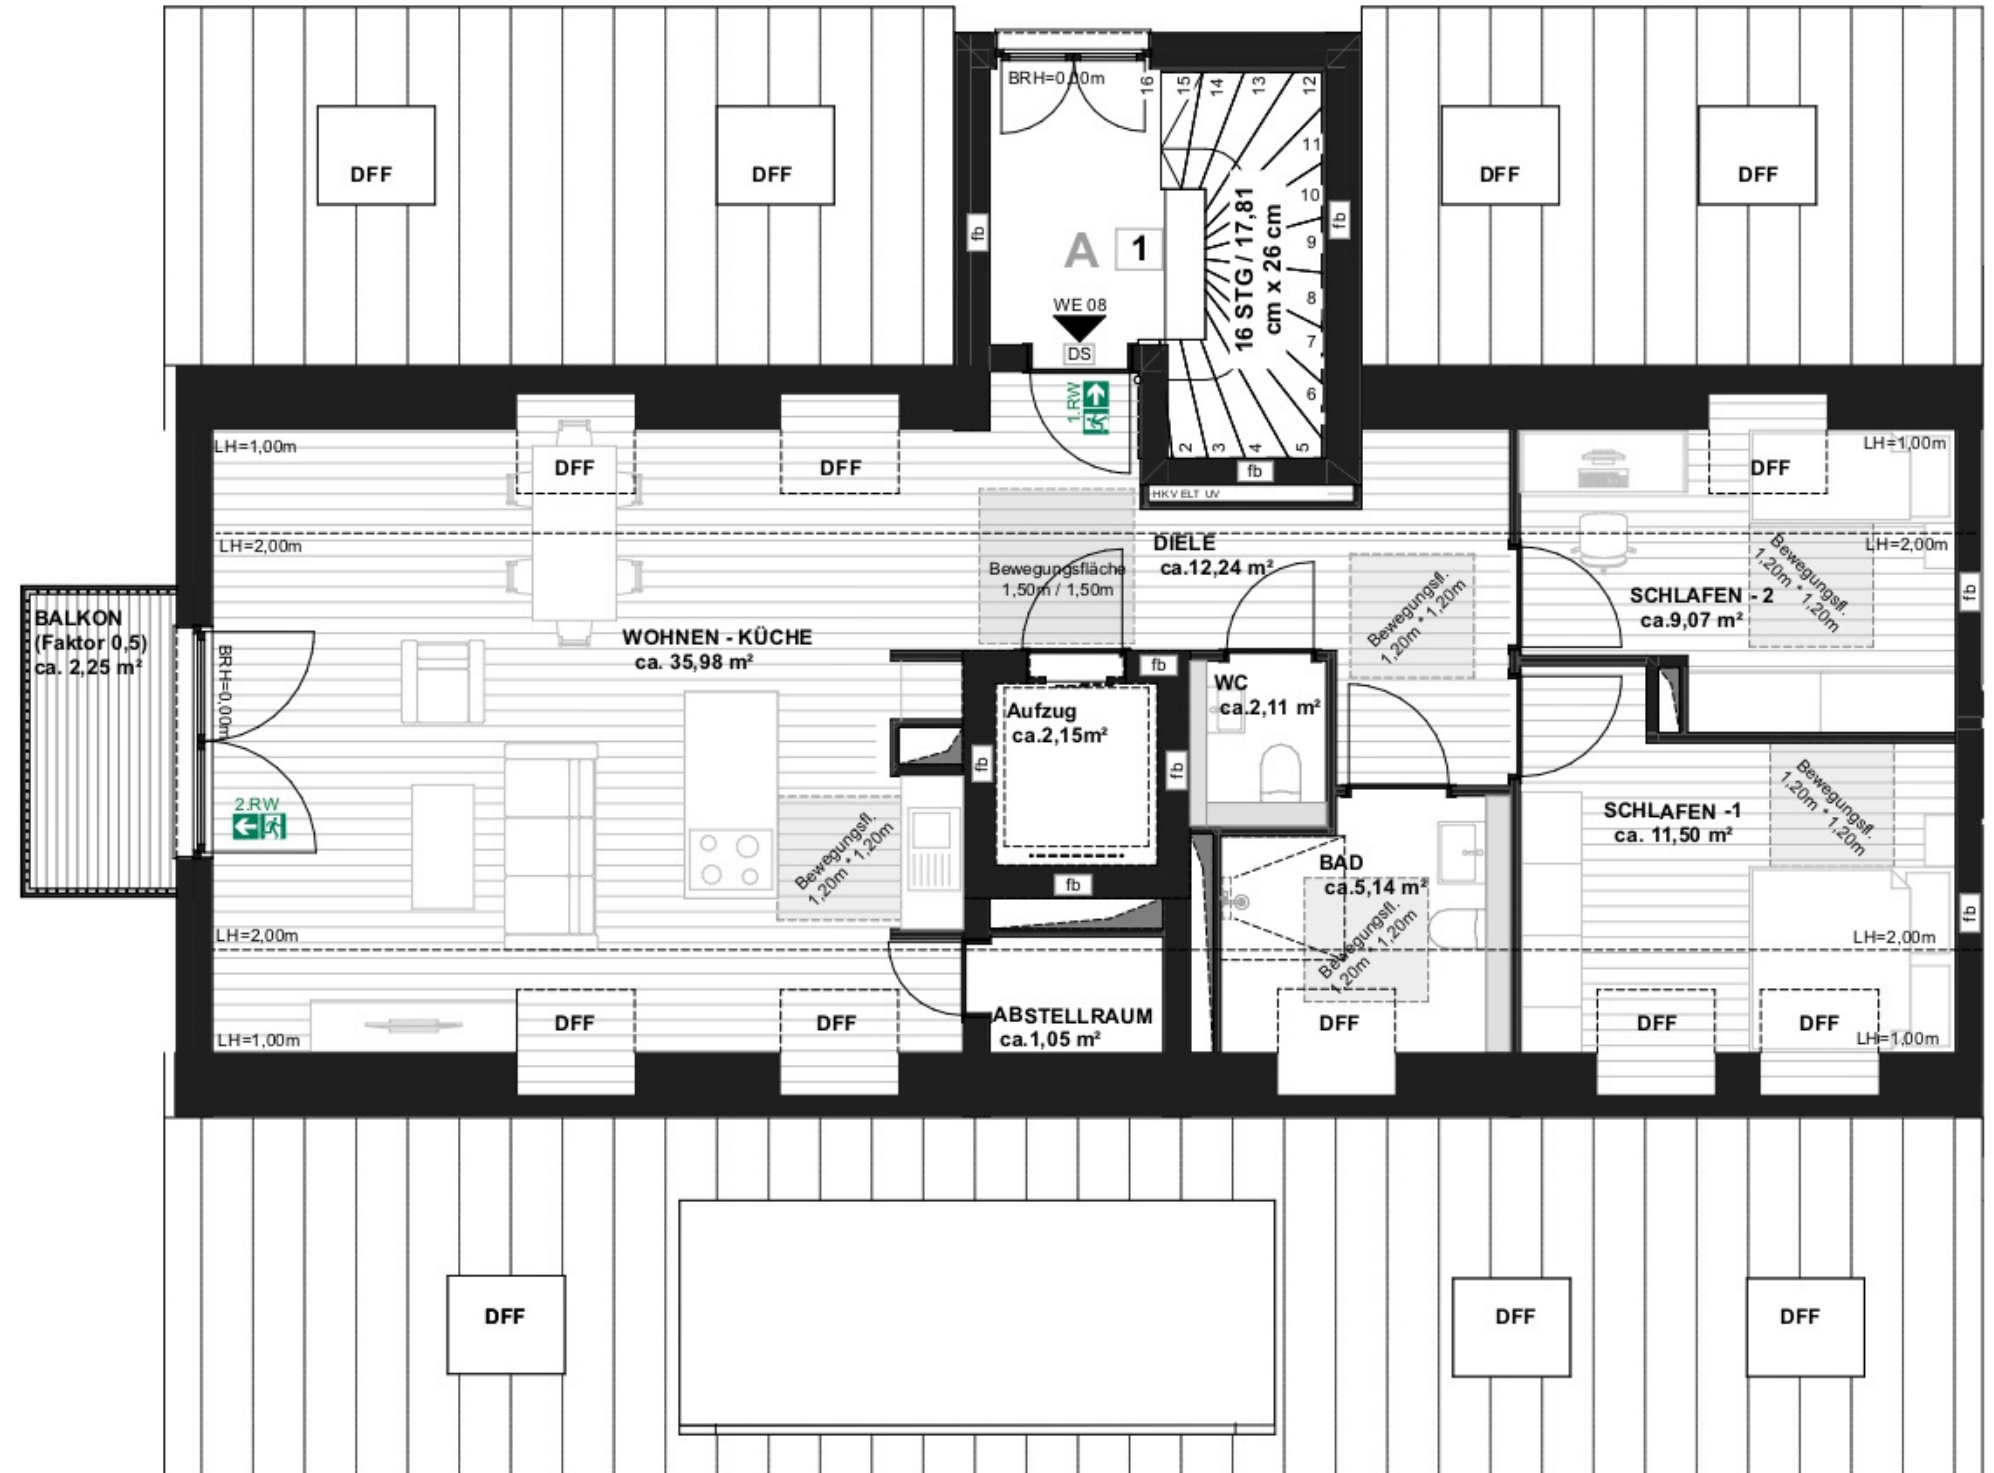 BRH=0,00m
16
15
14
13
12
11
10
9
8
7
6
5
4
3
2
DFF
DFF
DFF
DFF
fb
fb
A
1
16 STG / 17,81
cm x 26 cm
WE 08
DS
1.RW
fb
HKV ELT UV
LH=1,00m
DFF
DFF
DFF
LH=1,00m
LH=2,00m
LH=2,00m
DIELE
ca.12,24 m²
Bewegungsfläche
1,50m / 1,50m
Bewegungsfl.
1,20m * 1,20m
Bewegungsfl.
1,20m * 1,20m
SCHLAFEN - 2
ca.9,07 m²
fb
BALKON
(Faktor 0,5)
ca. 2,25 m²
BRH=0,00m
WOHNEN - KÜCHE
ca. 35,98 m²
fb
WC
ca.2,11 m²
Aufzug
ca.2,15m²
fb
fb
2.RW
Bewegungsfl.
1,20m * 1,20m
Bewegungsfl.
1,20m * 1,20m
SCHLAFEN -1
ca. 11,50 m²
BAD
ca.5,14 m²
Bewegungsfl.
1,20m * 1,20m
fb
fb
LH=2,00m
LH=2,00m
ABSTELLRAUM
ca.1,05 m²
DFF
DFF
DFF
DFF
DFF
LH=1,00m
LH=1,00m
DFF
DFF
DFF